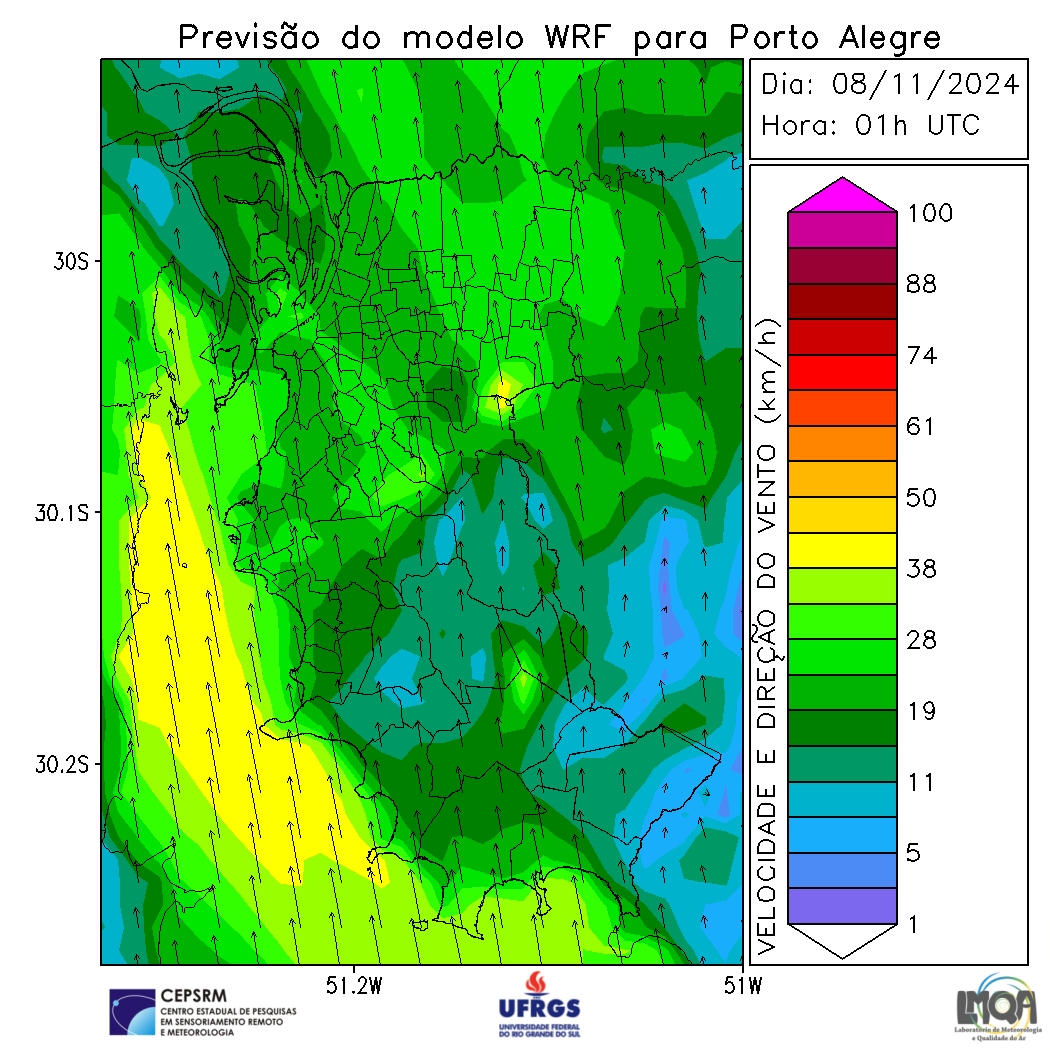 Previsão do modelo WRF para Porto Alegre
Dia: 08/11/2024
Hora: 01h UTC
30S
30.1S
30.2S
51.2W
51W
VELOCIDADE E DIREÇÃO DO VENTO (km/h)
100
88
74
61
50
38
28
19
11
5
1
CEPSRM
CENTRO ESTADUAL DE PESQUISAS
EM SENSORIAMENTO REMOTO
E METEOROLOGIA
UFRGS
UNIVERSIDADE FEDERAL
DO RIO GRANDE DO SUL
LMQA
Laboratório de Meteorologia
e Qualidade do Ar